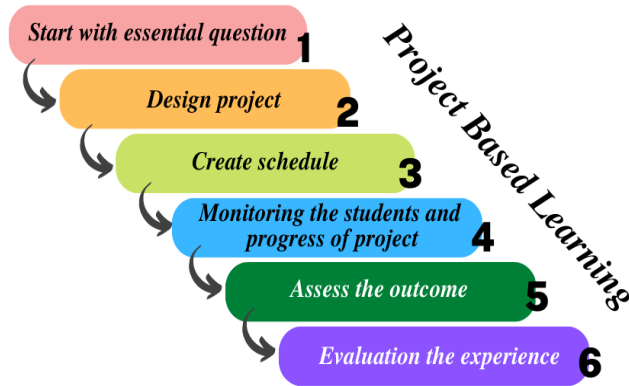 Start with essential question
1
Project Based Learning
Design project
2
Create schedule
3
Monitoring the students and
progress of project
4
Assess the outcome
5
Evaluation the experience
6